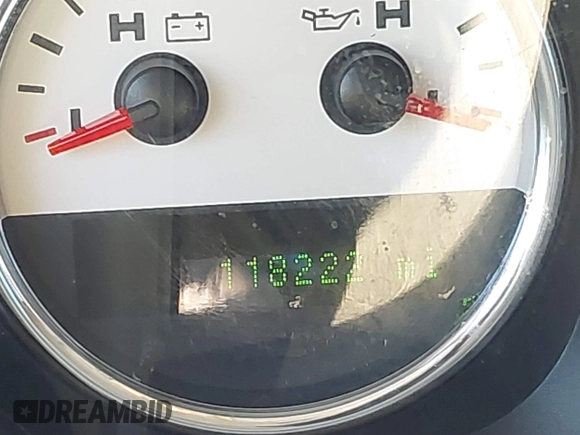 H H
L L
118222 mi
DREAMBID